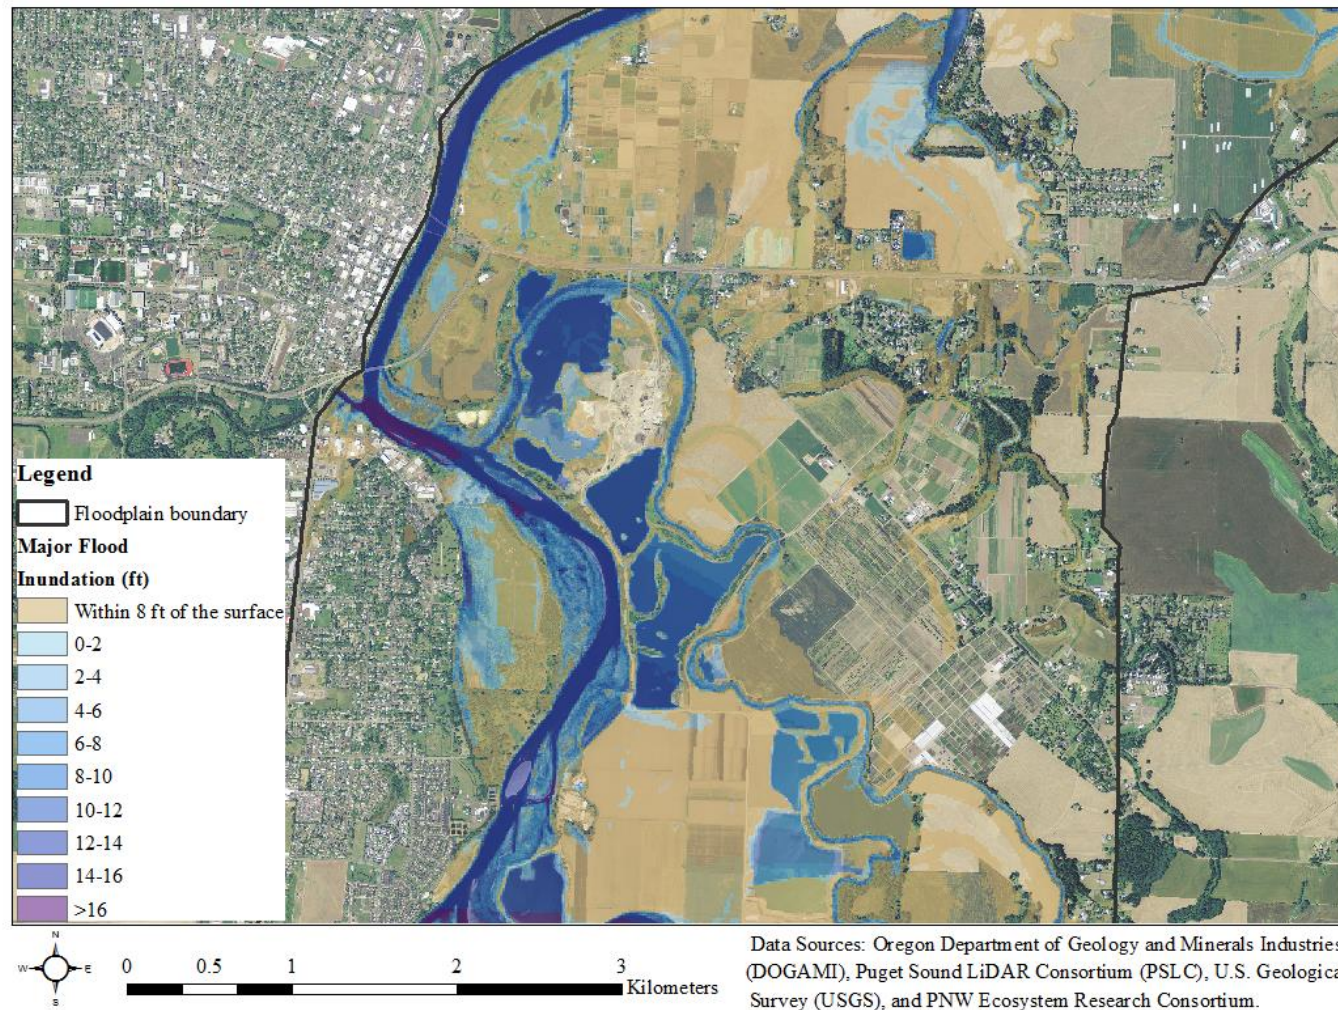 Legend
Floodplain boundary
Major Flood
Inundation (ft)
Within 8 ft of the surface
0-2
2-4
4-6
6-8
8-10
10-12
12-14
14-16
>16
N
W E
S
0 0.5 1 2 3
Kilometers
Data Sources: Oregon Department of Geology and Minerals Industries
(DOGAMI), Puget Sound LiDAR Consortium (PSLC), U.S. Geologica
Survey (USGS), and PNW Ecosystem Research Consortium.